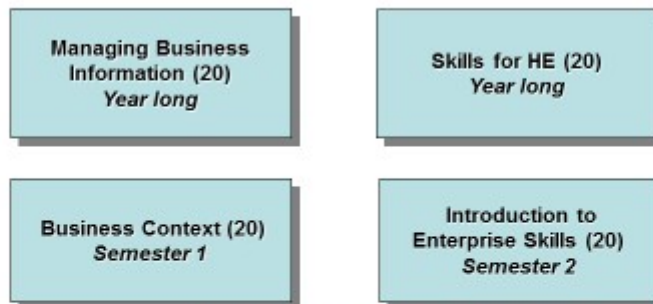 Managing Business
Information (20)
Year long
Skills for HE (20)
Year long
Business Context (20)
Semester 1
Introduction to
Enterprise Skills (20)
Semester 2